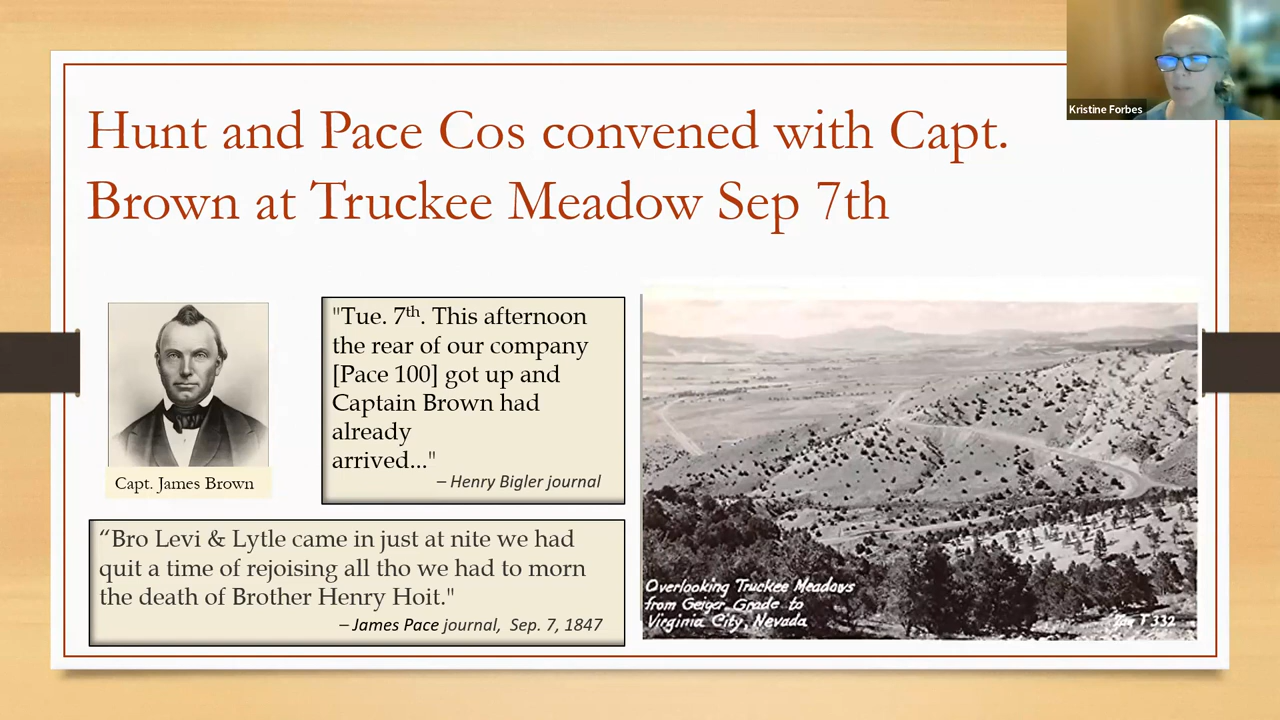 Kristine Forbes
Hunt and Pace Cos convened with Capt.
Brown at Truckee Meadow Sep 7th
Capt. James Brown
"Tue. 7th. This afternoon
the rear of our company
[Pace 100] got up and
Captain Brown had
already
arrived..."
– Henry Bigler journal
“Bro Levi & Lytle came in just at nite we had
quit a time of rejoising all tho we had to morn
the death of Brother Henry Hoit."
– James Pace journal, Sep. 7, 1847
Overlooking Truckee Meadows
from Geiger Grade to
Virginia City, Nevada
332